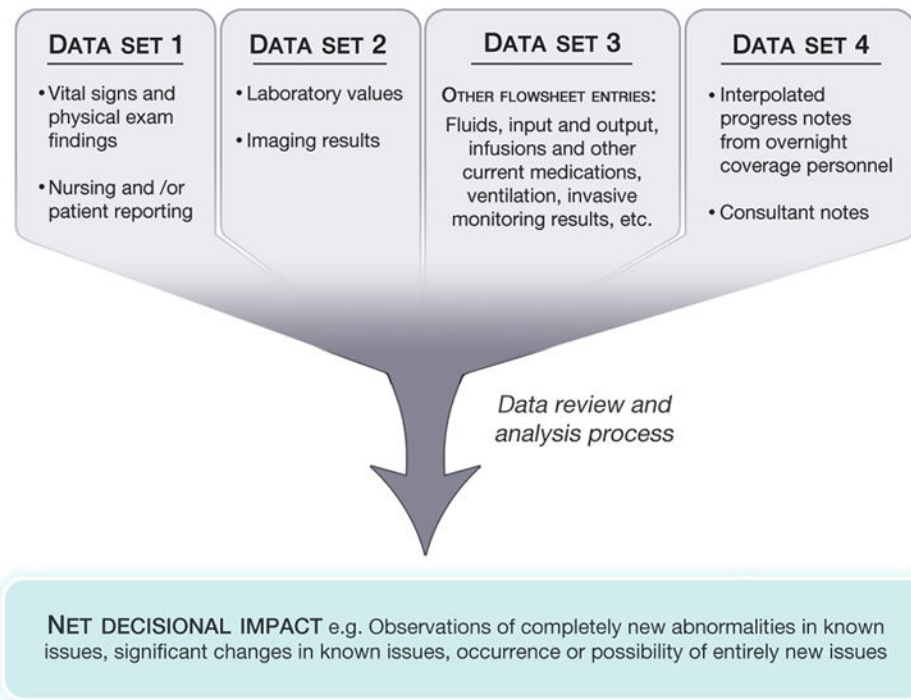 DATA SET 1
• Vital signs and
physical exam
findings
• Nursing and /or
patient reporting
DATA SET 2
• Laboratory values
• Imaging results
DATA SET 3
OTHER FLOWSHEET ENTRIES:
Fluids, input and output,
infusions and other
current medications,
ventilation, invasive
monitoring results, etc.
DATA SET 4
• Interpolated
progress notes
from overnight
coverage personnel
• Consultant notes
Data review and
analysis process
NET DECISIONAL IMPACT e.g. Observations of completely new abnormalities in known
issues, significant changes in known issues, occurrence or possibility of entirely new issues